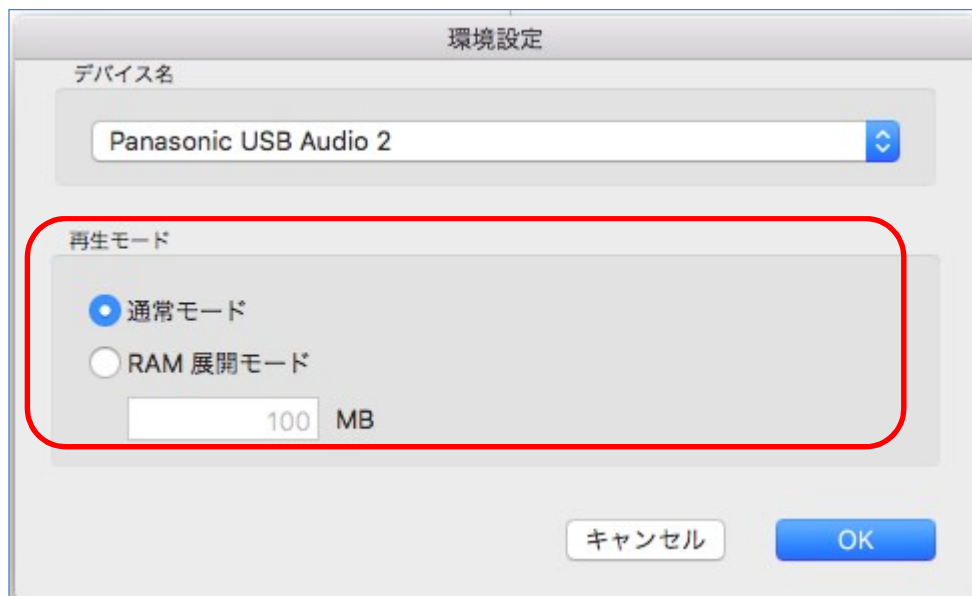 環境設定
デバイス名
Panasonic USB Audio 2
再生モード
通常モード
RAM 展開モード
100 MB
キャンセル OK